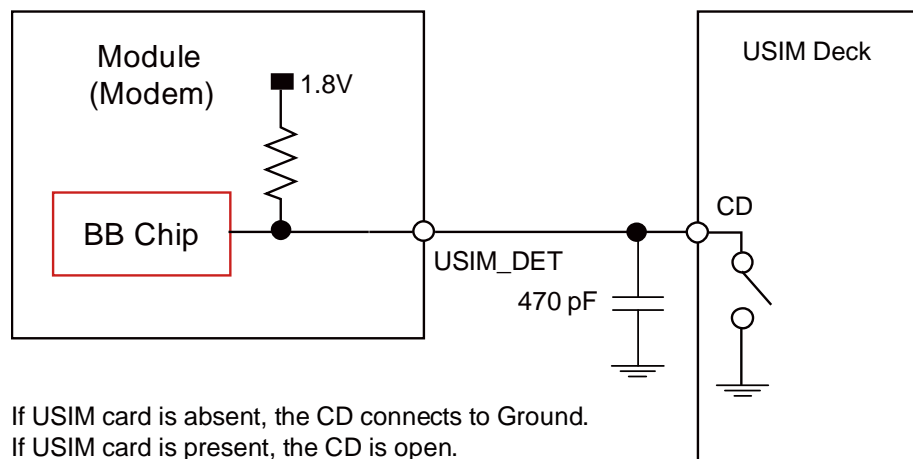 Module
(Modem)
1.8V
BB Chip
USIM_DET
470 pF
USIM Deck
CD
If USIM card is absent, the CD connects to Ground.
If USIM card is present, the CD is open.